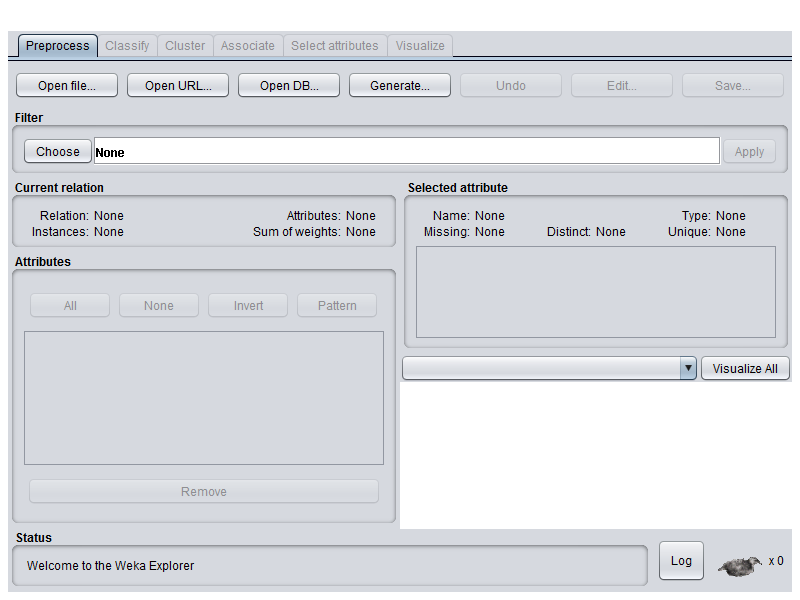 Preprocess Classify Cluster Associate Select attributes Visualize
Open file... Open URL... Open DB... Generate... Undo Edit... Save...
Filter
Choose None Apply
Current relation
Relation: None Attributes: None
Instances: None Sum of weights: None
Selected attribute
Name: None Type: None
Missing: None Distinct: None Unique: None
Attributes
All None Invert Pattern
Remove
Visualize All
Status
Welcome to the Weka Explorer
Log x 0